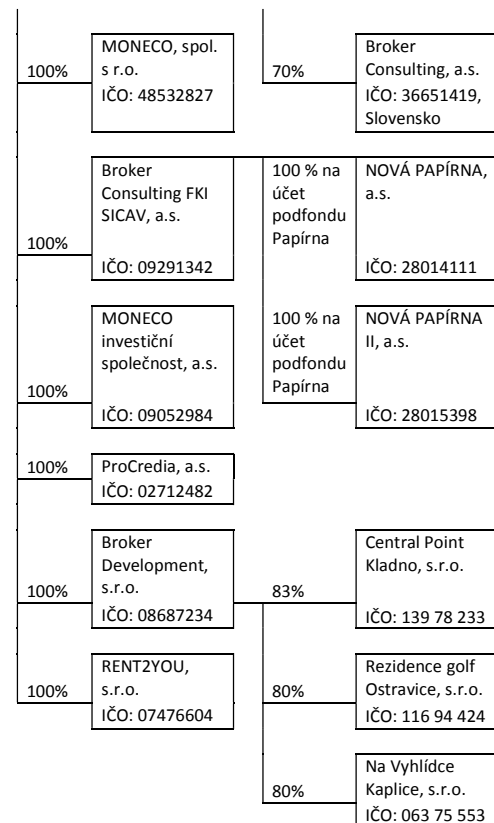 100%
MONECO, spol.
s r.o.
IČO: 48532827
70%
Broker
Consulting, a.s.
IČO: 36651419,
Slovensko
100%
Broker
Consulting FKI
SICAV, a.s.
IČO: 09291342
100 % na
účet
podfondu
Papírna
NOVÁ PAPÍRNA,
a.s.
IČO: 28014111
100%
MONECO
investiční
společnost, a.s.
IČO: 09052984
100 % na
účet
podfondu
Papírna
NOVÁ PAPÍRNA
II, a.s.
IČO: 28015398
100%
ProCredia, a.s.
IČO: 02712482
100%
Broker
Development,
s.r.o.
IČO: 08687234
83%
Central Point
Kladno, s.r.o.
IČO: 139 78 233
100%
RENT2YOU,
s.r.o.
IČO: 07476604
80%
Rezidence golf
Ostravice, s.r.o.
IČO: 116 94 424
80%
Na Vyhlídce
Kaplice, s.r.o.
IČO: 063 75 553